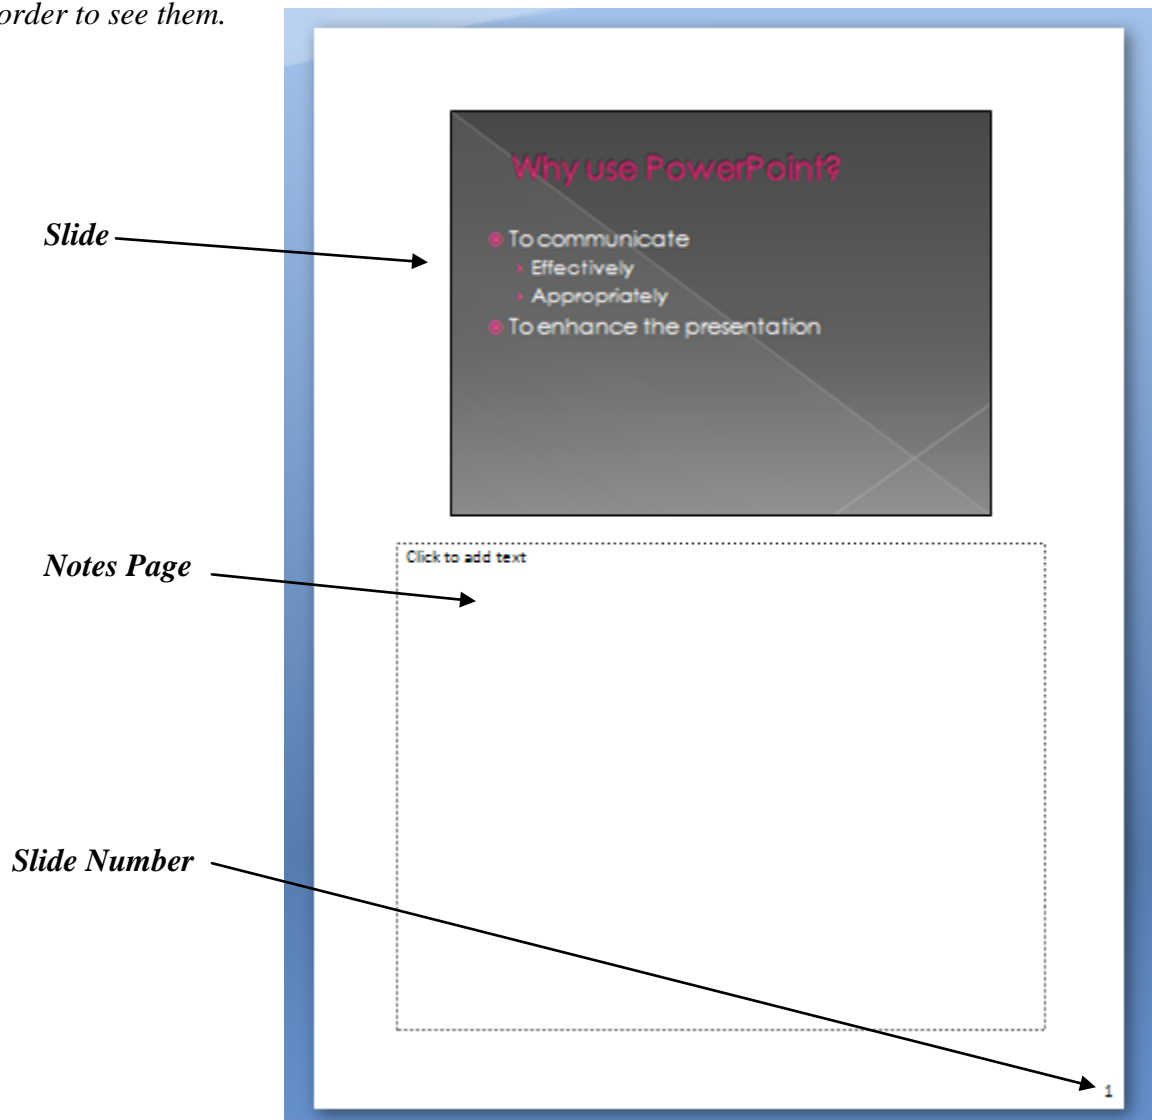 order to see them.
Why use PowerPoint?
Slide
To communicate
Effectively
Appropriately
To enhance the presentation
Notes Page
Click to add text
Slide Number
1